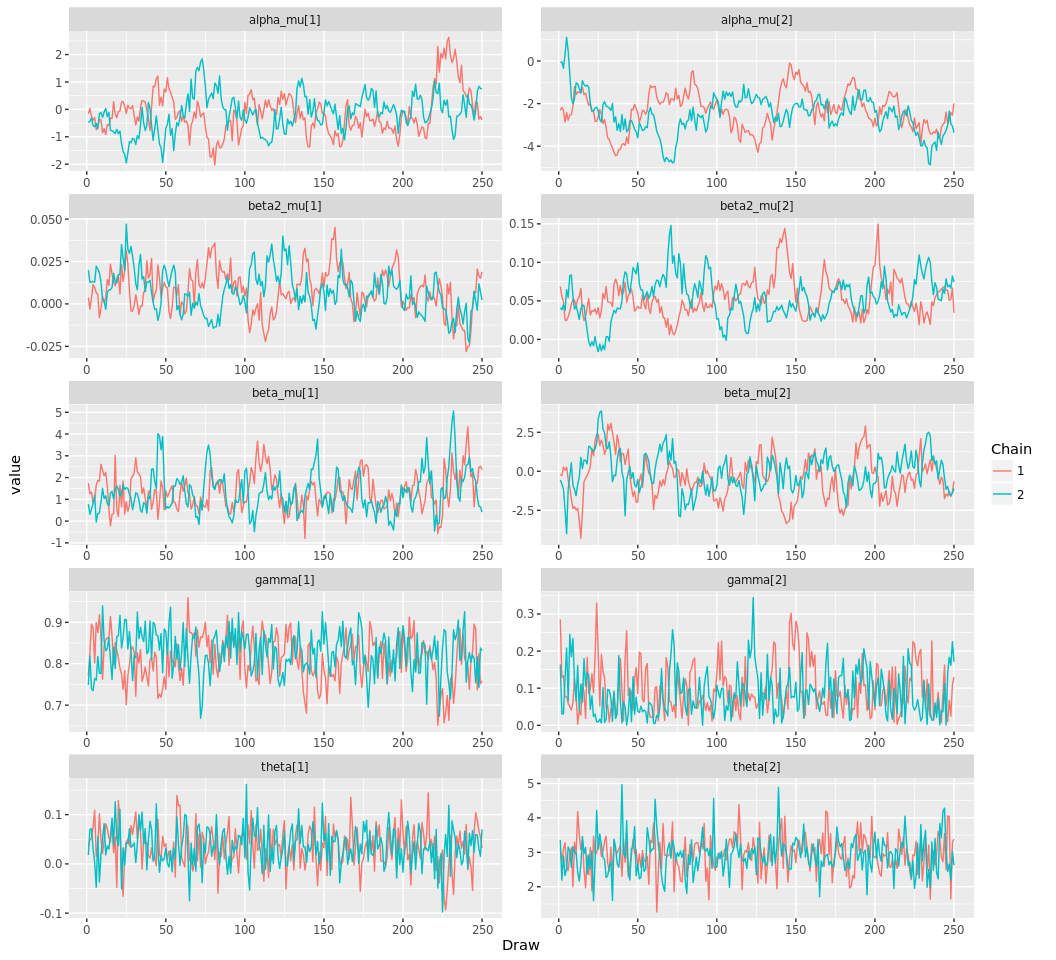 alpha_mu[1]
alpha_mu[2]
2
1
0
-1
-2
0
-2
-4
0 50 100 150 200 250
0 50 100 150 200 250
beta2_mu[1]
beta2_mu[2]
0.050
0.025
0.000
-0.025
0.15
0.10
0.05
0.00
0 50 100 150 200 250
0 50 100 150 200 250
beta_mu[1]
beta_mu[2]
5
4
3
2
1
0
-1
2.5
0.0
-2.5
0 50 100 150 200 250
0 50 100 150 200 250
gamma[1]
gamma[2]
0.9
0.8
0.7
0.3
0.2
0.1
0.0
0 50 100 150 200 250
0 50 100 150 200 250
theta[1]
theta[2]
0.1
0.0
-0.1
5
4
3
2
0 50 100 150 200 250
0 50 100 150 200 250
value
Draw
Chain
1
2